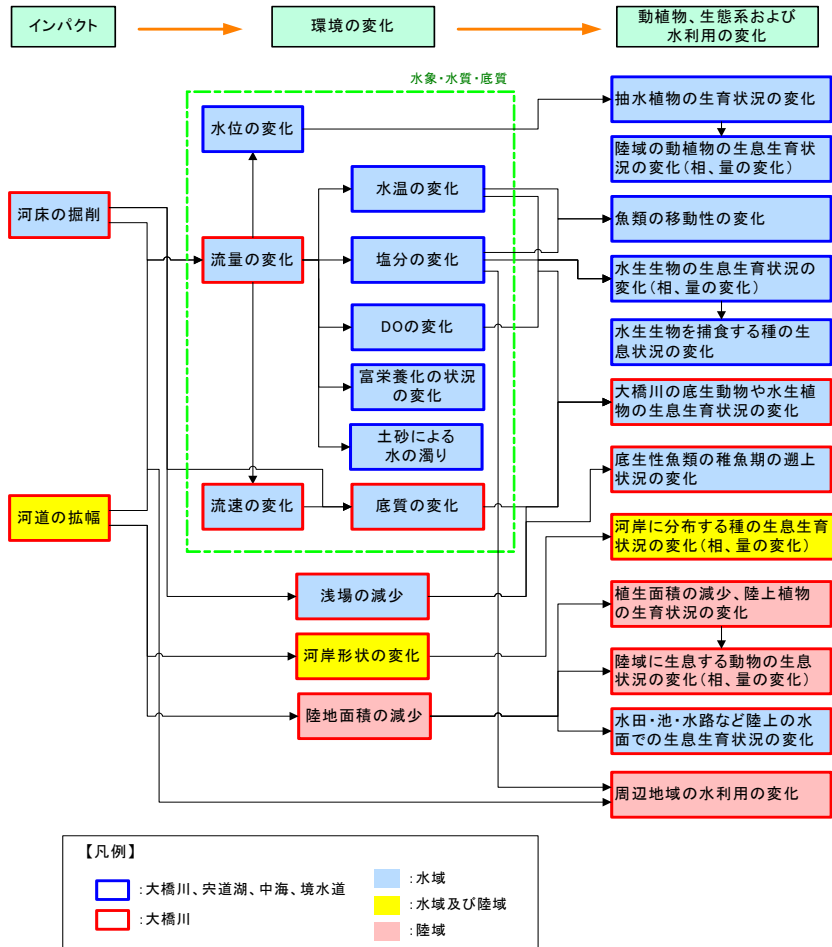 インパクト
環境の変化
動植物、生態系および
水利用の変化
水象・水質・底質
河床の掘削
河道の拡幅
水位の変化
流量の変化
流速の変化
水温の変化
塩分の変化
DOの変化
富栄養化の状況
の変化
土砂による
水の濁り
底質の変化
浅場の減少
河岸形状の変化
陸地面積の減少
抽水植物の生育状況の変化
陸域の動植物の生息生育状
況の変化(相、量の変化)
魚類の移動性の変化
水生生物の生息生育状況の
変化(相、量の変化)
水生生物を捕食する種の生
息状況の変化
大橋川の底生動物や水生植
物の生息生育状況の変化
底生性魚類の稚魚期の遡上
状況の変化
河岸に分布する種の生息生育
状況の変化(相、量の変化)
植生面積の減少、陸上植物
の生育状況の変化
陸域に生息する動物の生息
状況の変化(相、量の変化)
水田・池・水路など陸上の水
面での生息生育状況の変化
周辺地域の水利用の変化
【凡例】
:大橋川、宍道湖、中海、境水道
:大橋川
:水域
:水域及び陸域
:陸域